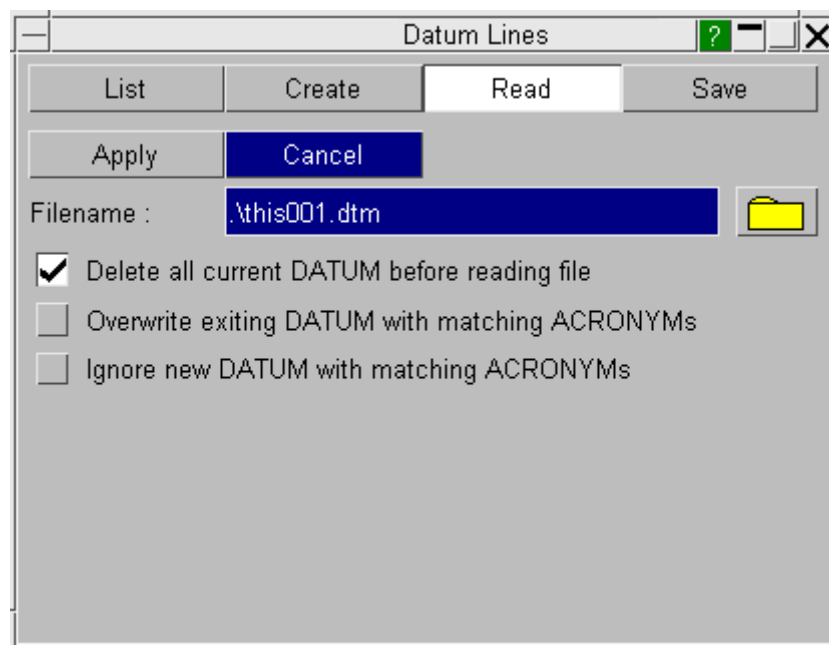 Datum Lines ?
List Create Read Save
Apply Cancel
Filename : .\this001.dtm
Delete all current DATUM before reading file
Overwrite exiting DATUM with matching ACRONYMs
Ignore new DATUM with matching ACRONYMs